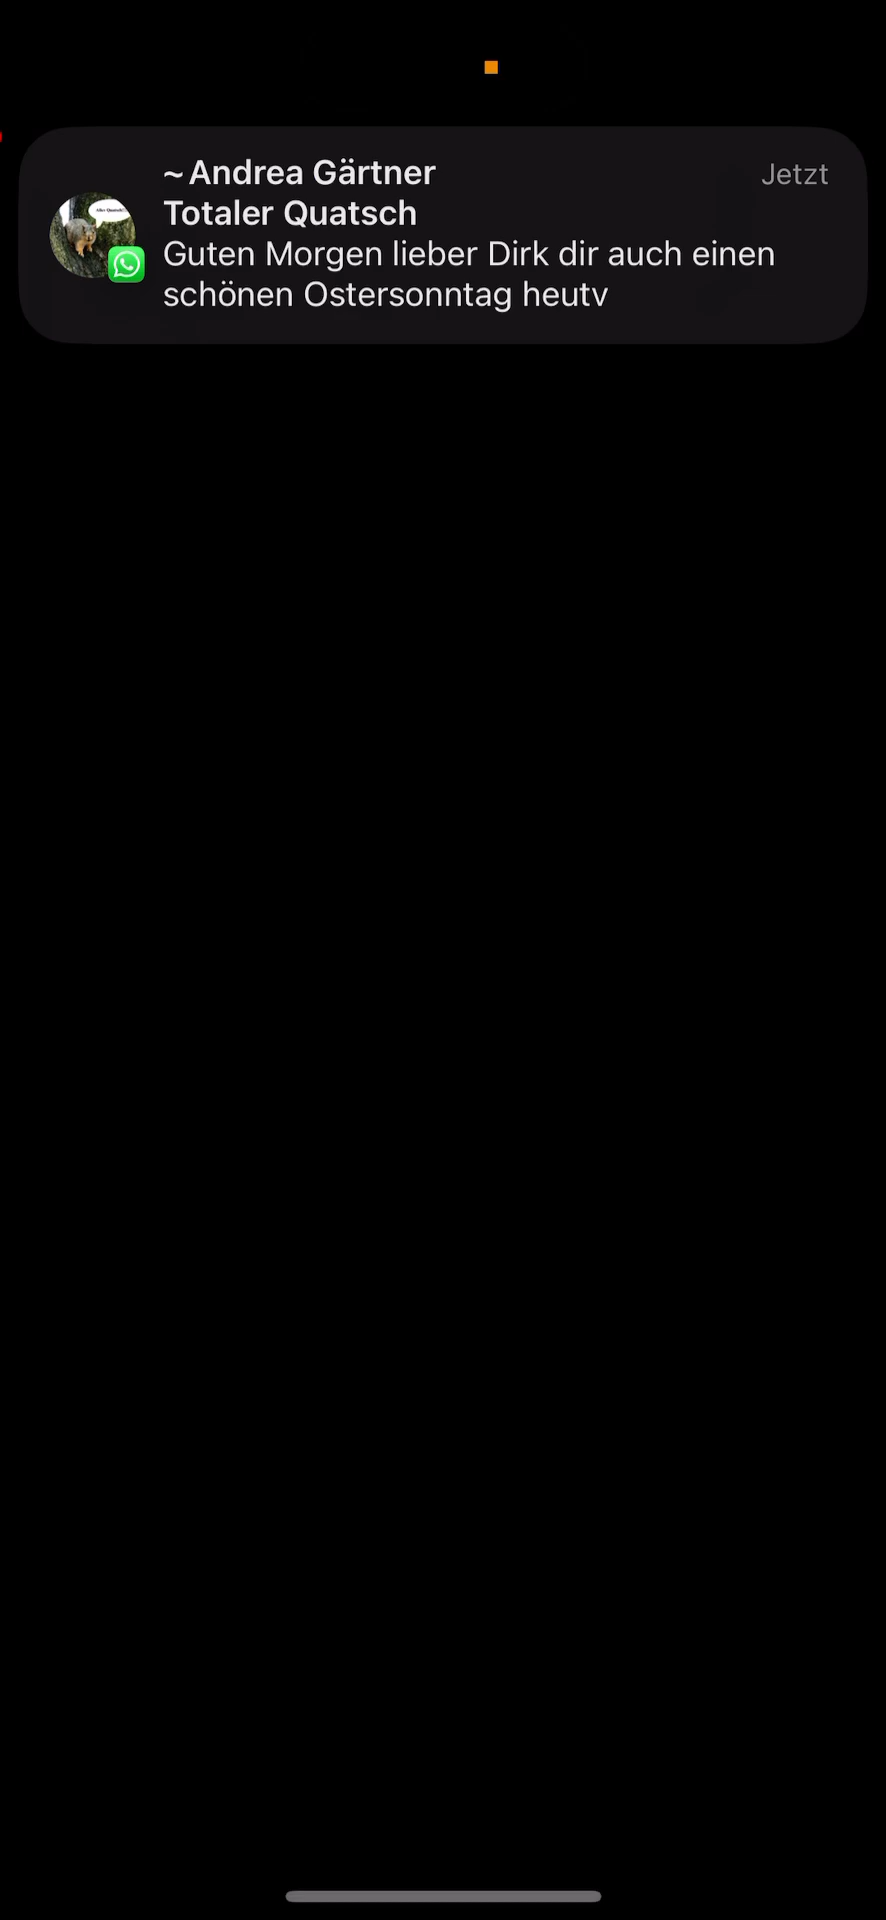 ~Andrea Gärtner
Jetzt
Totaler Quatsch
Guten Morgen lieber Dirk dir auch einen
schönen Ostersonntag heutv